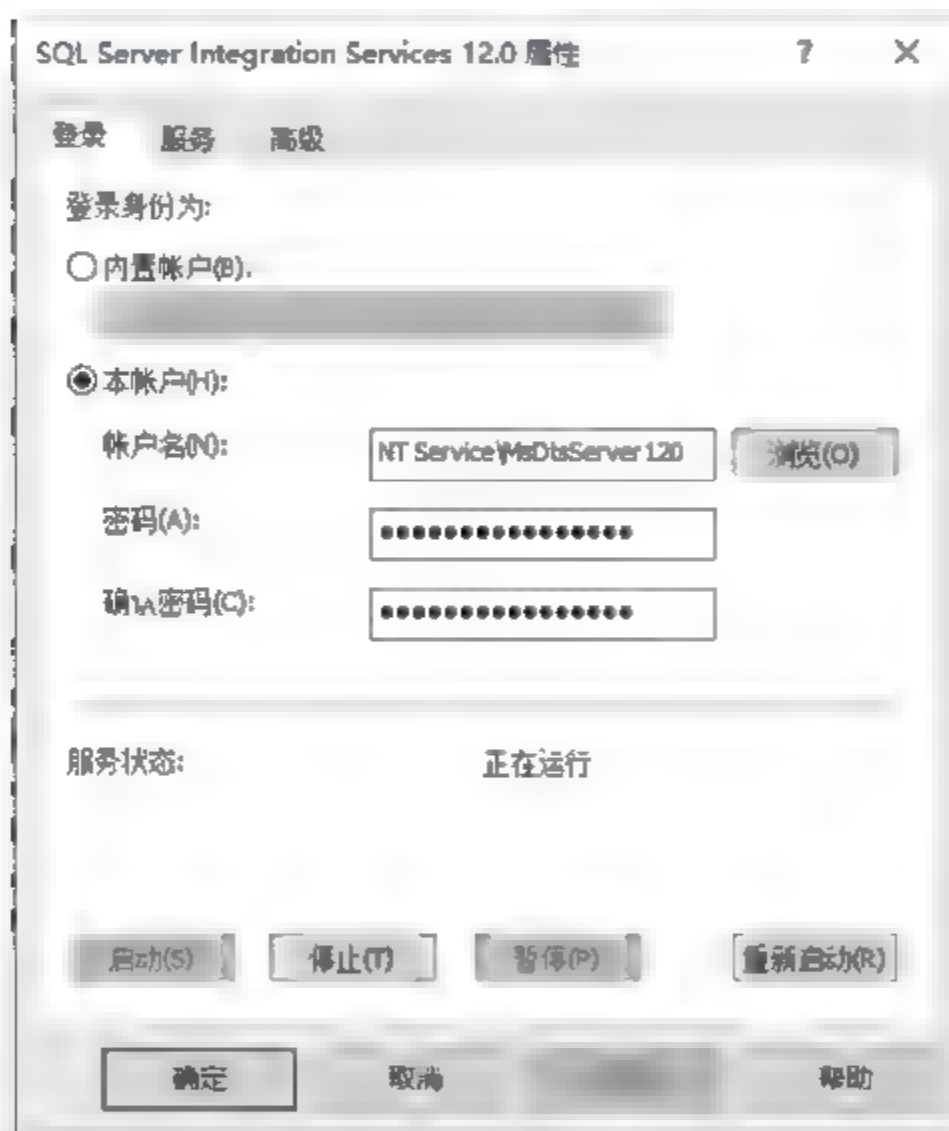 SQL Server Integration Services 12.0 属性 ? ×
登录 服务 高级
登录身份为:
内置帐户(B).
本帐户(H):
帐户名(N): NT Service\MsDtsServer120 浏览(O)
密码(A): ●●●●●●●●●●●●●●●●
确认密码(C): ●●●●●●●●●●●●●●●●
服务状态: 正在运行
启动(S) 停止(T) 暂停(P) 重新启动(R)
确定 取消 帮助